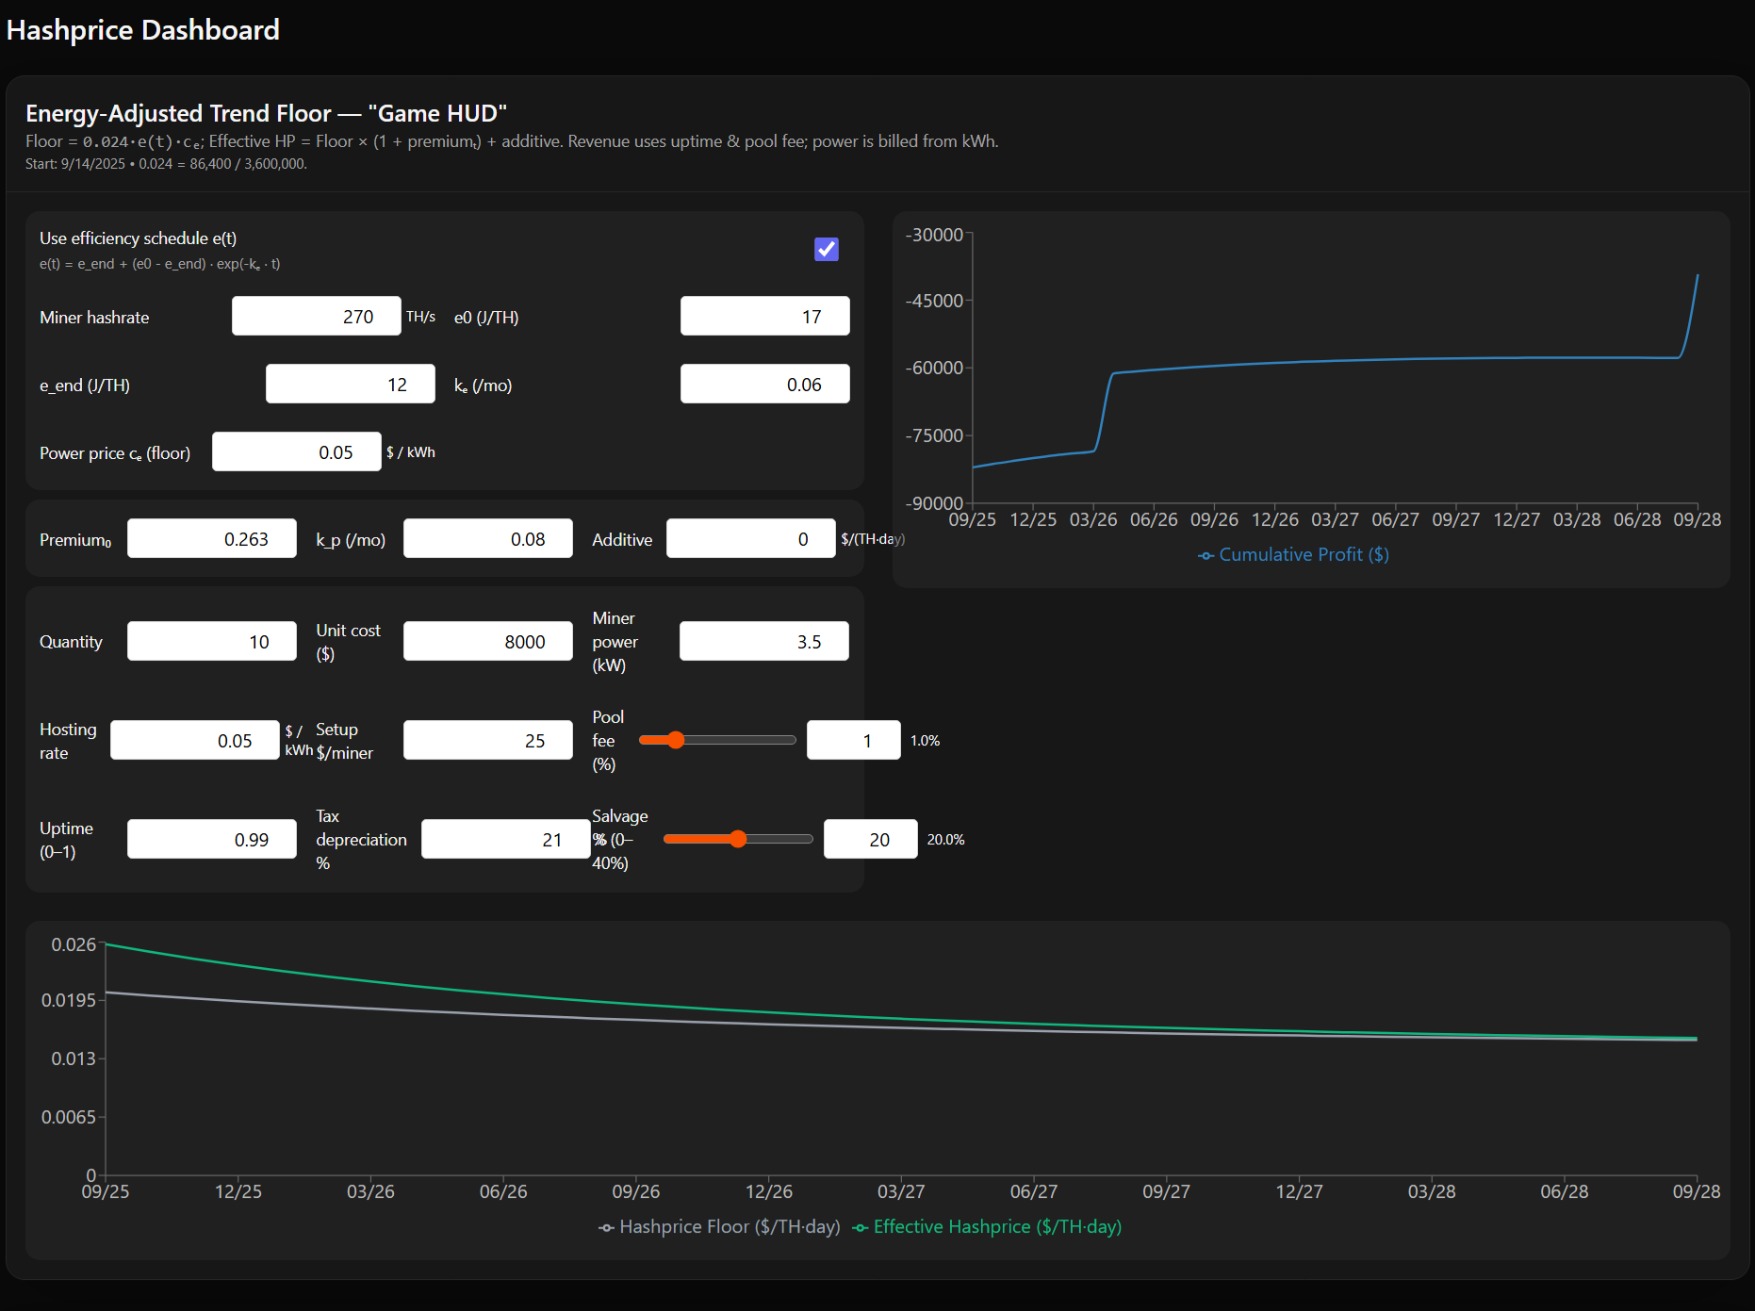 Hashprice Dashboard
Energy-Adjusted Trend Floor — "Game HUD"
Floor = 0.024·e(t)·cₑ; Effective HP = Floor × (1 + premiumₜ) + additive. Revenue uses uptime & pool fee; power is billed from kWh.
Start: 9/14/2025 • 0.024 = 86,400 / 3,600,000.
Use efficiency schedule e(t)
e(t) = e_end + (e0 - e_end) · exp(-kₑ · t)
Miner hashrate 270 TH/s e0 (J/TH) 17
e_end (J/TH) 12 kₑ (/mo) 0.06
Power price cₑ (floor) 0.05 $ / kWh
Premium₀ 0.263 k_p (/mo) 0.08 Additive 0 $/(TH·day)
Quantity 10
Unit cost
($)
8000
Miner
power
(kW)
3.5
Hosting
rate
0.05
$ /
kWh
Setup
$/miner
25
Pool
fee
(%)
1
1.0%
Uptime
(0–1)
0.99
Tax
depreciation
%
21
Salvage
% (0–
40%)
20
20.0%
-30000
-45000
-60000
-75000
-90000
09/25 12/25 03/26 06/26 09/26 12/26 03/27 06/27 09/27 12/27 03/28 06/28 09/28
Cumulative Profit ($)
0.026
0.0195
0.013
0.0065
0
09/25 12/25 03/26 06/26 09/26 12/26 03/27 06/27 09/27 12/27 03/28 06/28 09/28
Hashprice Floor ($/TH·day) Effective Hashprice ($/TH·day)